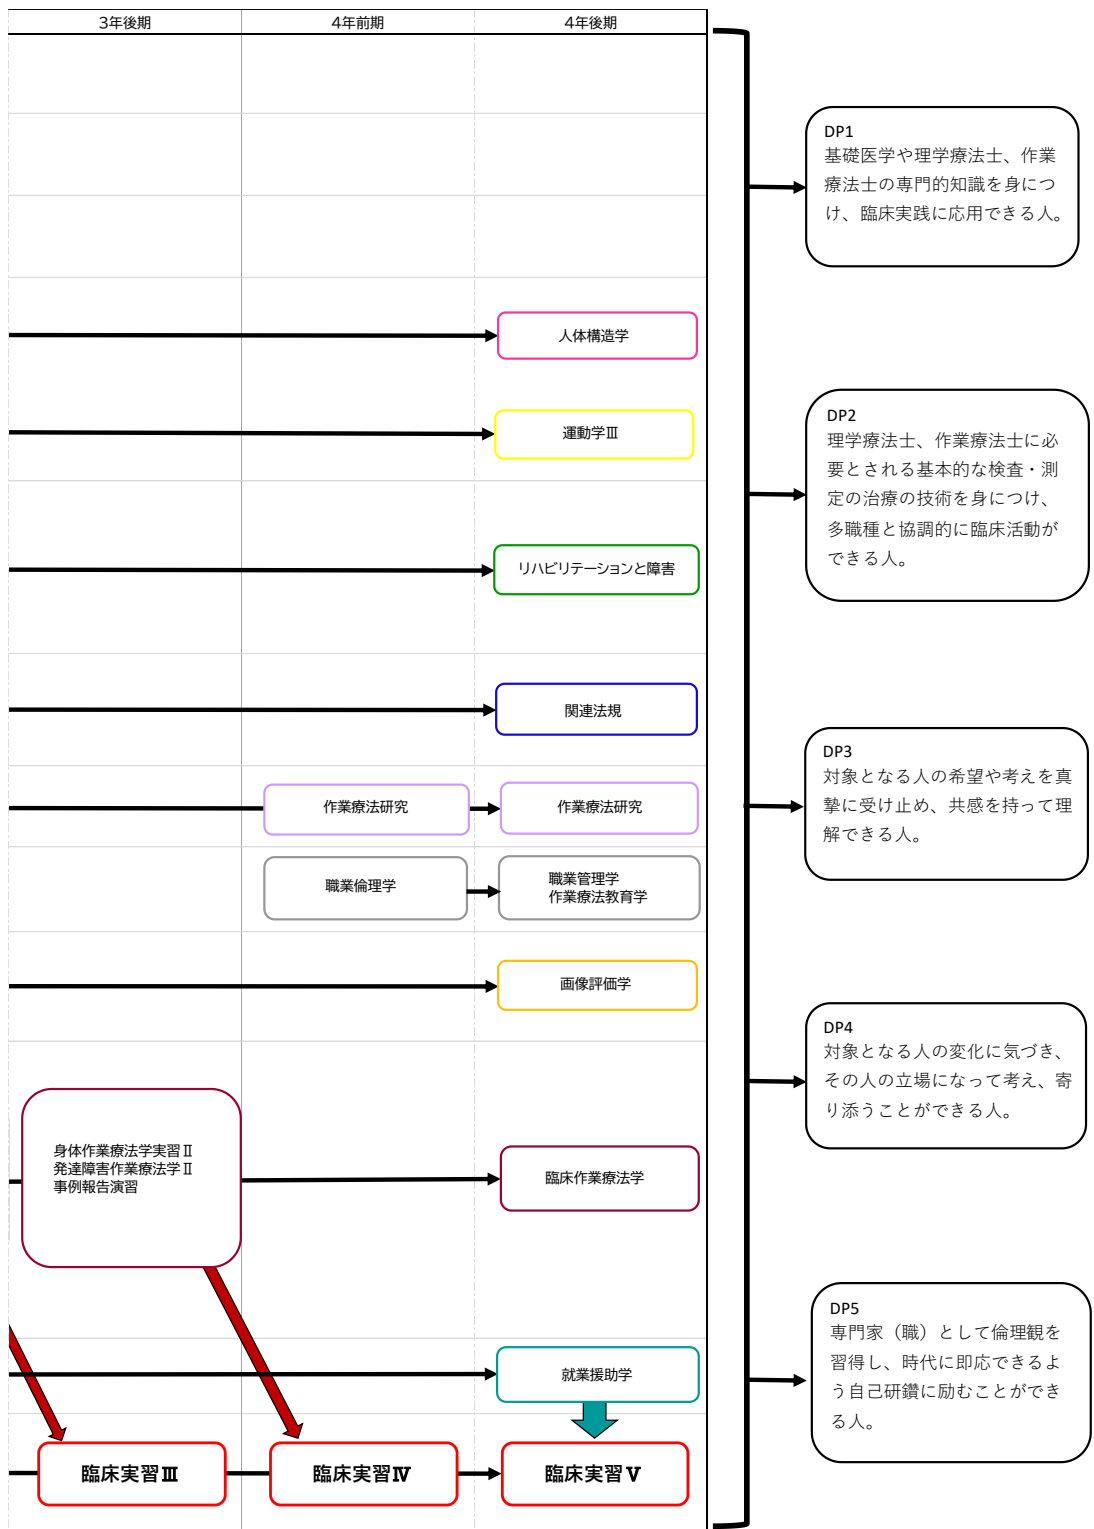 3年後期
4年前期
4年後期
人体構造学
運動学Ⅲ
リハビリテーションと障害
関連法規
作業療法研究
作業療法研究
職業倫理学
職業管理学
作業療法教育学
画像評価学
身体作業療法学実習Ⅱ
発達障害作業療法学Ⅱ
事例報告演習
臨床作業療法学
就業援助学
臨床実習Ⅲ
臨床実習Ⅳ
臨床実習Ⅴ
DP1
基礎医学や理学療法士、作業
療法士の専門的知識を身につ
け、臨床実践に応用できる人。
DP2
理学療法士、作業療法士に必
要とされる基本的な検査・測
定の治療の技術を身につけ、
多職種と協調的に臨床活動が
できる人。
DP3
対象となる人の希望や考えを真
摯に受け止め、共感を持って理
解できる人。
DP4
対象となる人の変化に気づき、
その人の立場になって考え、寄
り添うことができる人。
DP5
専門家（職）として倫理観を
習得し、時代に即応できるよ
う自己研鑽に励むことができ
る人。